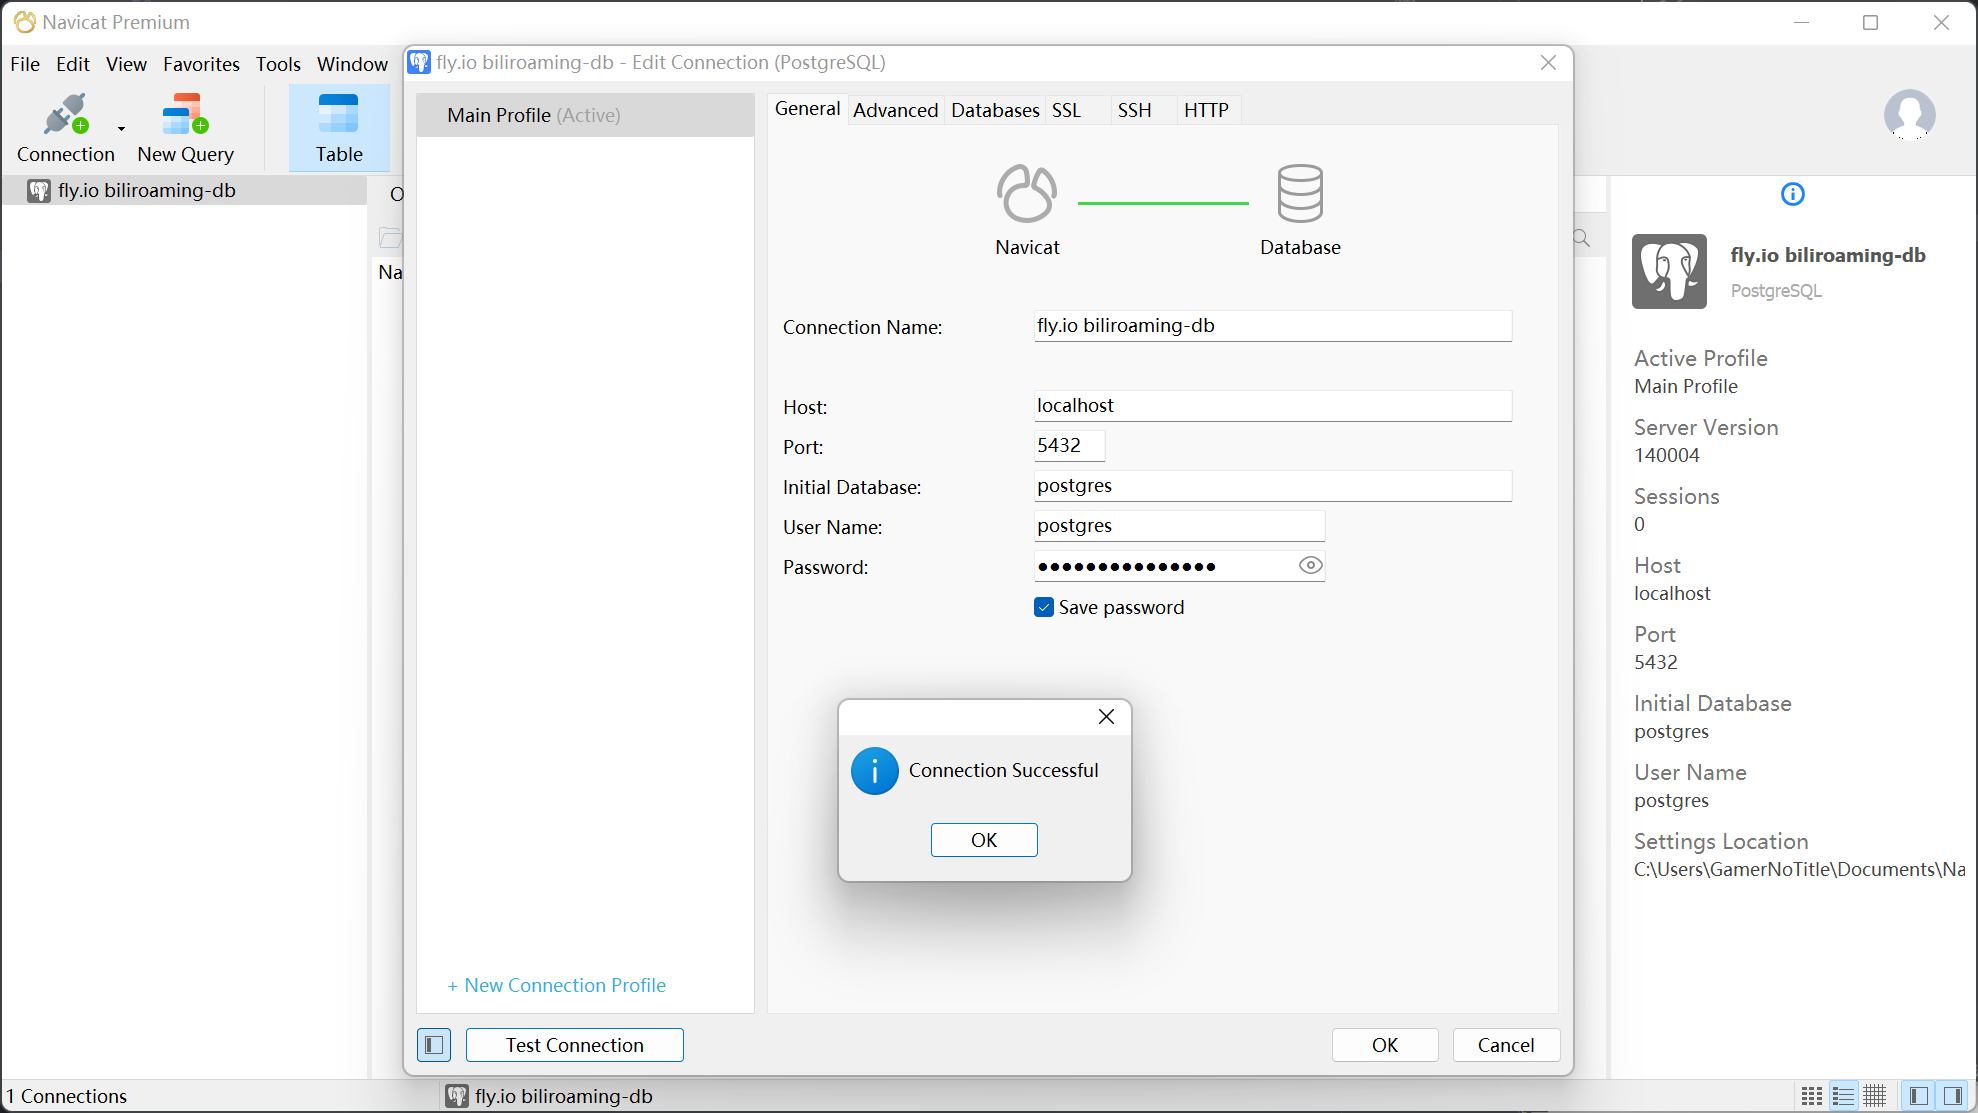 Navicat Premium
File Edit View Favorites Tools Window
Connection
New Query
Table
fly.io biliroaming-db
O
Na
fly.io biliroaming-db - Edit Connection (PostgreSQL)
Main Profile (Active)
+ New Connection Profile
General Advanced Databases SSL SSH HTTP
Navicat
Database
Connection Name: fly.io biliroaming-db
Host: localhost
Port: 5432
Initial Database: postgres
User Name: postgres
Password: ●●●●●●●●●●●●●●●
Save password
Connection Successful
OK
Test Connection
OK
Cancel
fly.io biliroaming-db
PostgreSQL
Active Profile
Main Profile
Server Version
140004
Sessions
0
Host
localhost
Port
5432
Initial Database
postgres
User Name
postgres
Settings Location
C:\Users\GamerNoTitle\Documents\Na
1 Connections
fly.io biliroaming-db